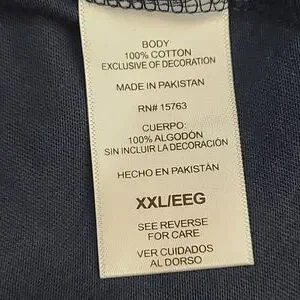 BODY:
100% COTTON
EXCLUSIVE OF DECORATION
MADE IN PAKISTAN
RN# 15763
CUERPO:
100% ALGODÓN
SIN INCLUIR LA DECORACIÓN
HECHO EN PAKISTÁN
XXL/EEG
SEE REVERSE
FOR CARE
VER CUIDADOS
AL DORSO